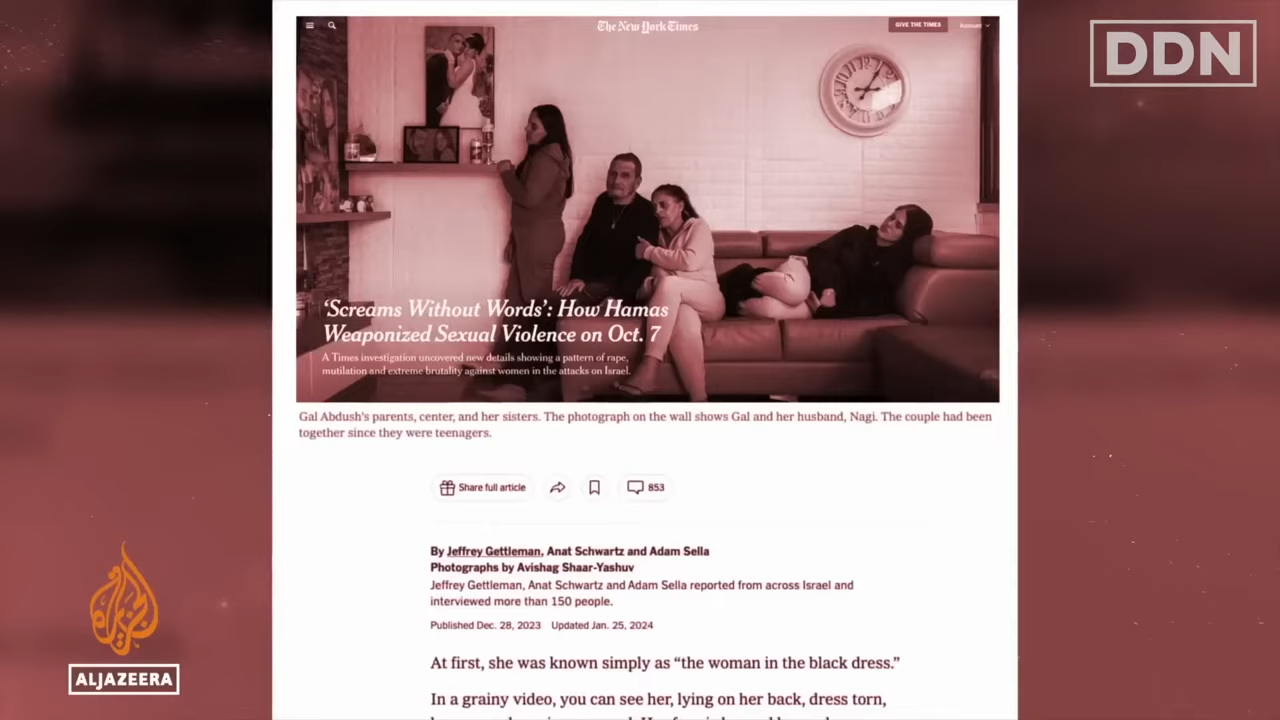 The New York Times
GIVE THE TIMES
Account
DDN
‘Screams Without Words’: How Hamas
Weaponized Sexual Violence on Oct. 7
A Times investigation uncovered new details showing a pattern of rape,
mutilation and extreme brutality against women in the attacks on Israel.
Gal Abdush’s parents, center, and her sisters. The photograph on the wall shows Gal and her husband, Nagi. The couple had been
together since they were teenagers.
Share full article
853
By Jeffrey Gettleman, Anat Schwartz and Adam Sella
Photographs by Avishag Shaar-Yashuv
Jeffrey Gettleman, Anat Schwartz and Adam Sella reported from across Israel and
interviewed more than 150 people.
Published Dec. 28, 2023 Updated Jan. 25, 2024
At first, she was known simply as “the woman in the black dress.”
In a grainy video, you can see her, lying on her back, dress torn,
الجزيرة
ALJAZEERA